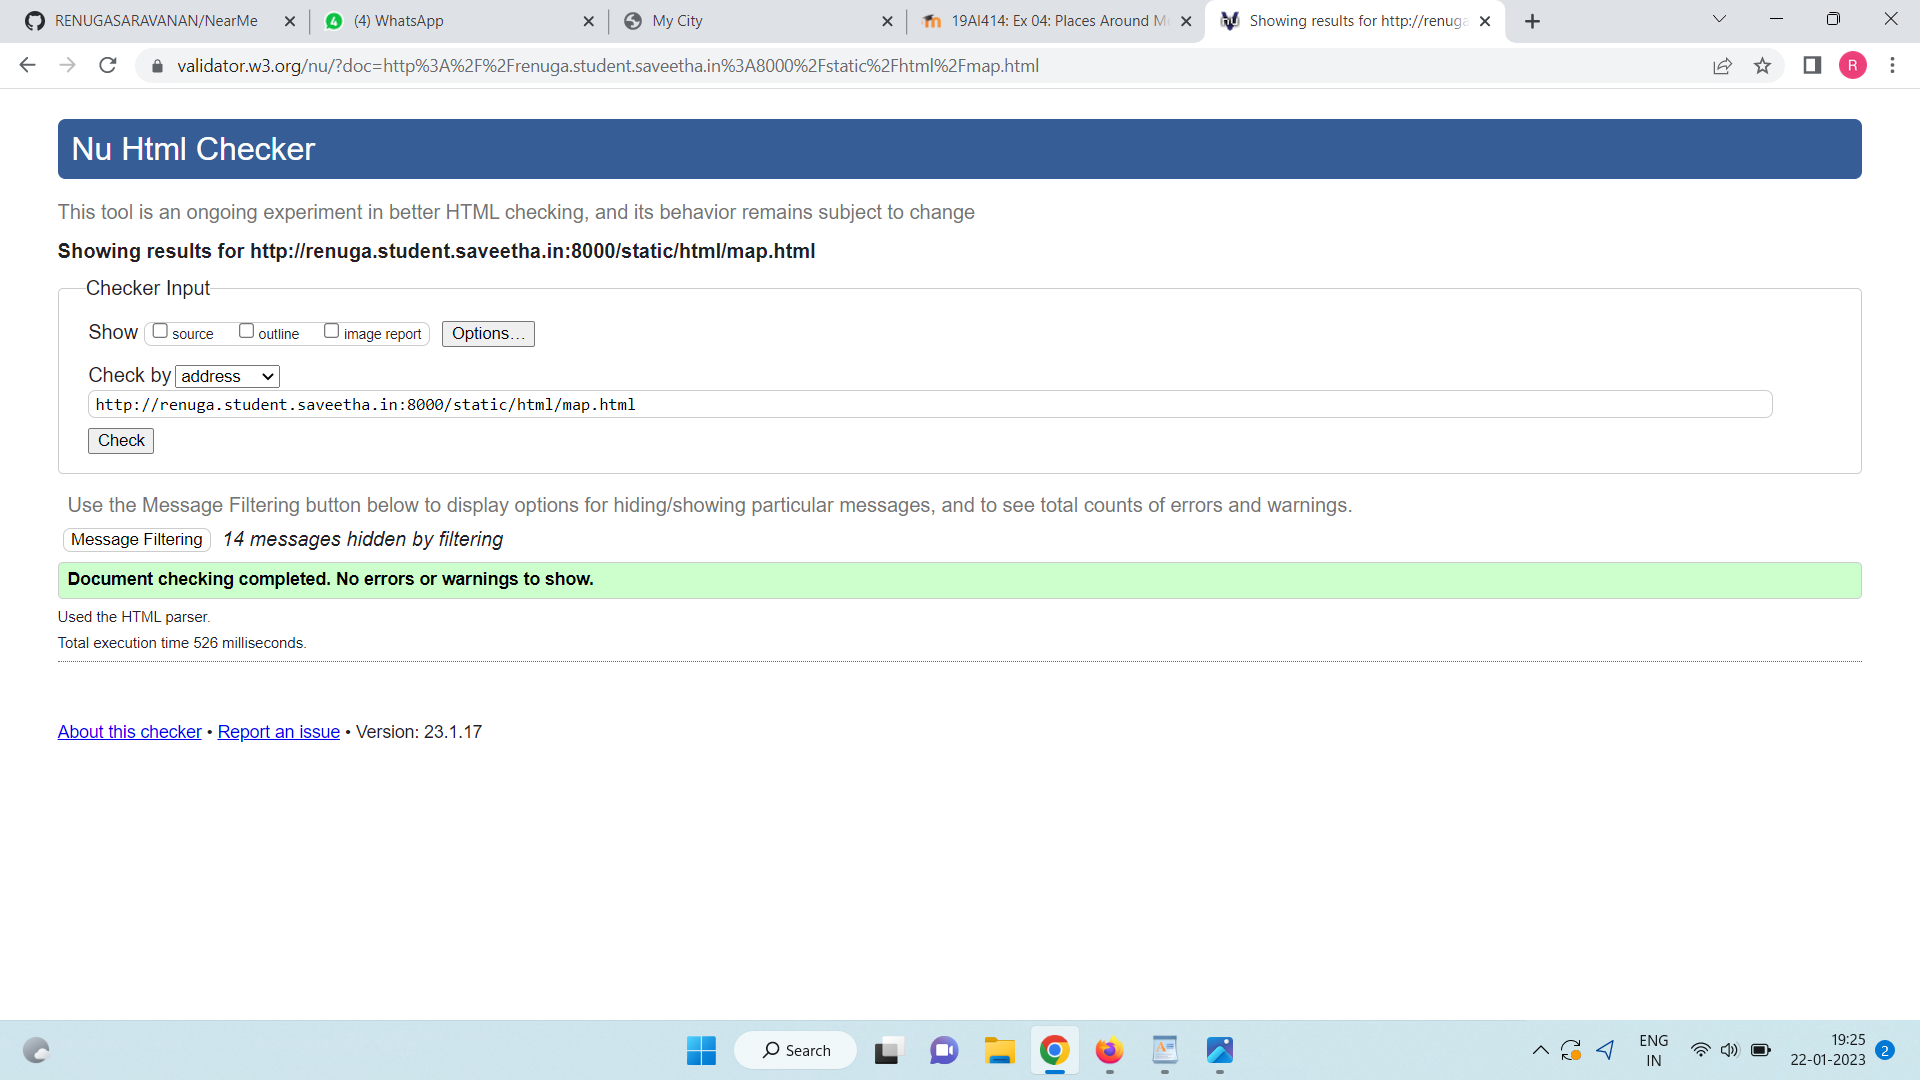 RENUGASARAVANAN/NearMe
(4) WhatsApp
My City
19AI414: Ex 04: Places Around Me
Showing results for http://renuga
validator.w3.org/nu/?doc=http%3A%2F%2Frenuga.student.saveetha.in%3A8000%2Fstatic%2Fhtml%2Fmap.html
R
Nu Html Checker
This tool is an ongoing experiment in better HTML checking, and its behavior remains subject to change
Showing results for http://renuga.student.saveetha.in:8000/static/html/map.html
Checker Input
Show source outline image report Options...
Check by address
http://renuga.student.saveetha.in:8000/static/html/map.html
Check
Use the Message Filtering button below to display options for hiding/showing particular messages, and to see total counts of errors and warnings.
Message Filtering 14 messages hidden by filtering
Document checking completed. No errors or warnings to show.
Used the HTML parser.
Total execution time 526 milliseconds.
About this checker • Report an issue • Version: 23.1.17
Search
ENG
IN
19:25
22-01-2023
2